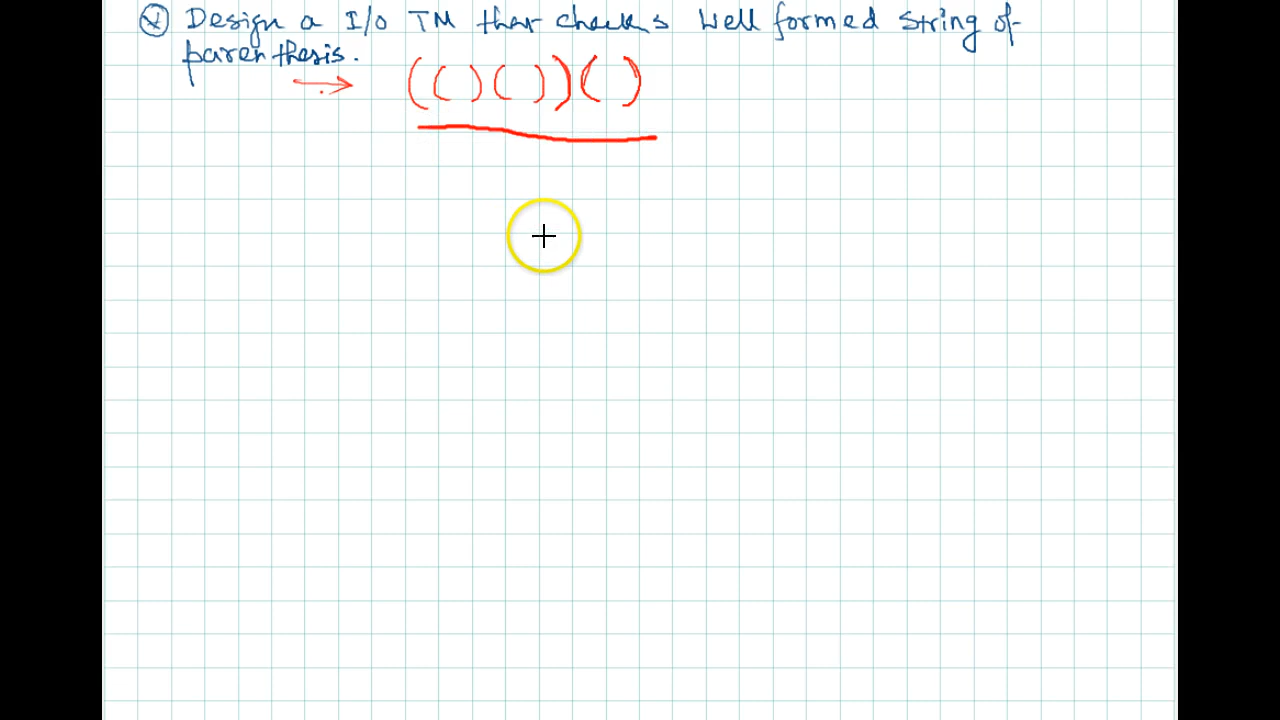 Design a I/O TM that checks well formed string of
parenthesis.
→ (()())()